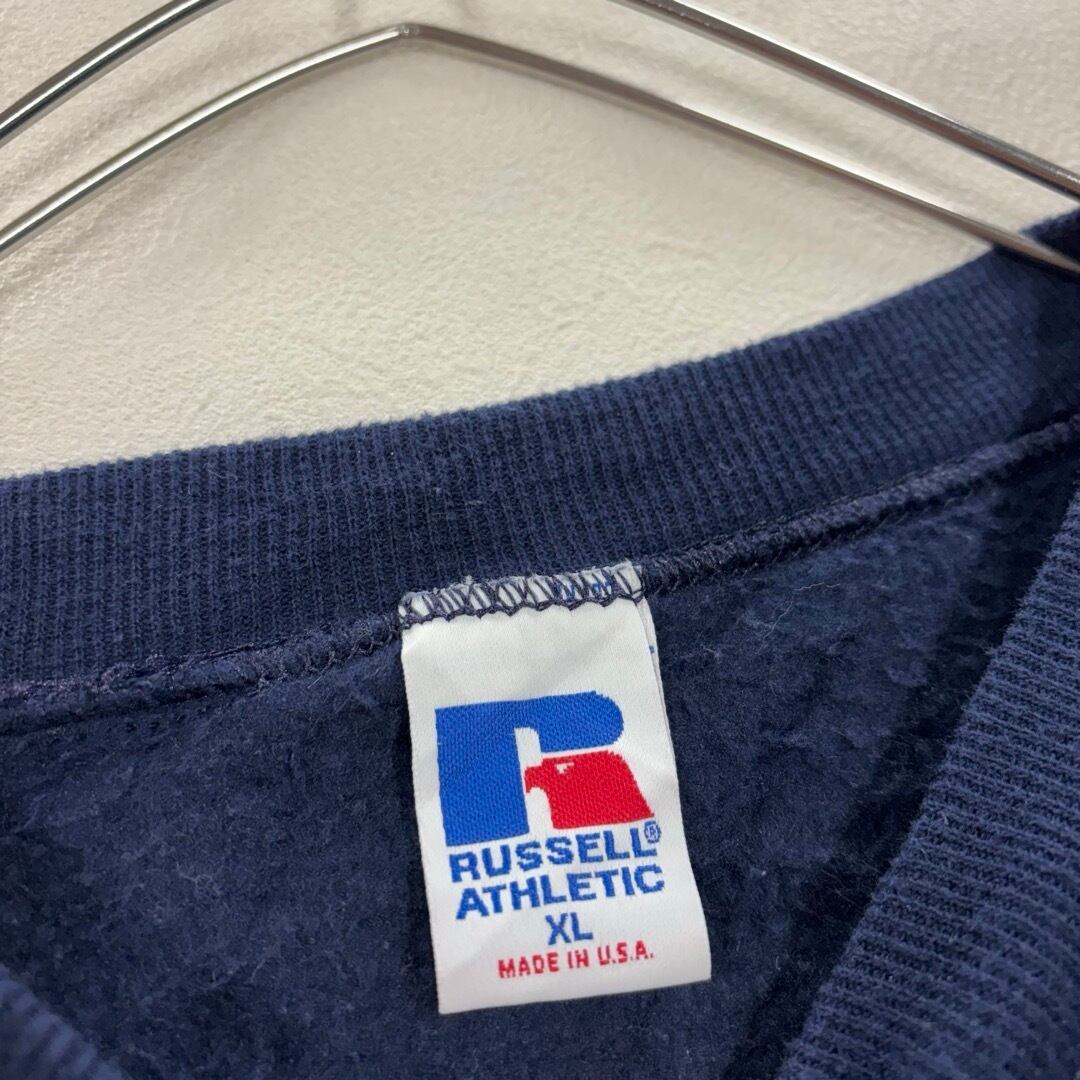 RUSSELL®
ATHLETIC
XL
MADE IN U.S.A.